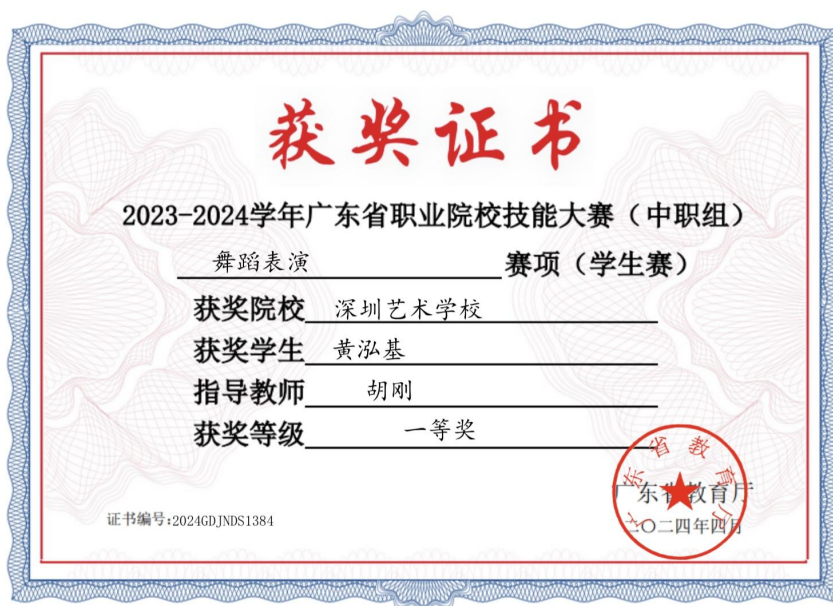 获奖证书
2023-2024学年广东省职业院校技能大赛（中职组）
舞蹈表演 赛项（学生赛）
获奖院校 深圳艺术学校
获奖学生 黄泓基
指导教师 胡刚
获奖等级 一等奖
广东省教育厅
广东省教育厅
二〇二四年四月
证书编号:2024GDJNDS1384